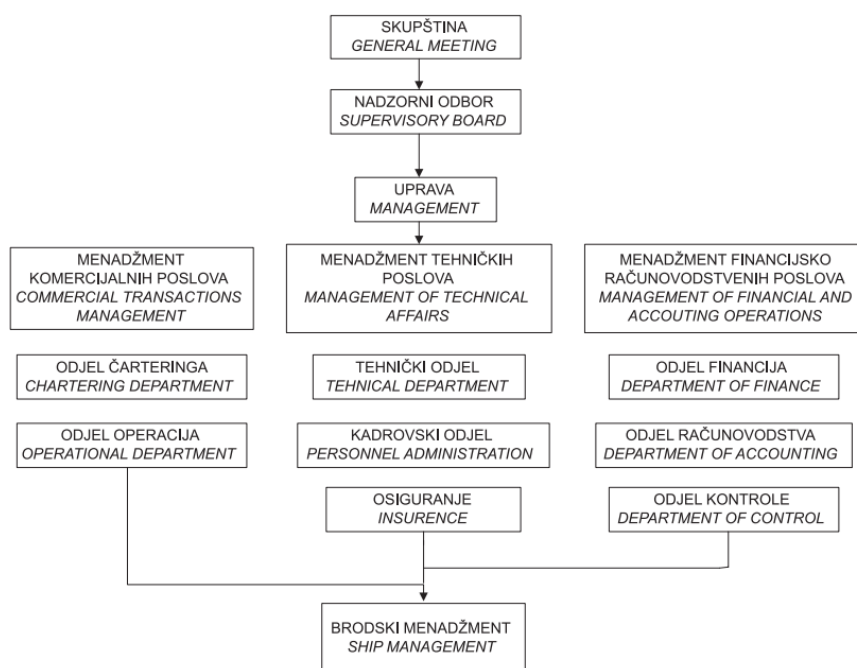 SKUPŠTINA
GENERAL MEETING
NADZORNI ODBOR
SUPERVISORY BOARD
UPRAVA
MANAGEMENT
MENADŽMENT
KOMERCIJALNIH POSLOVA
COMMERCIAL TRANSACTIONS
MANAGEMENT
MENADŽMENT TEHNIČKIH
POSLOVA
MANAGEMENT OF TECHNICAL
AFFAIRS
MENADŽMENT FINANCIJSKO
RAČUNOVODSTVENIH POSLOVA
MANAGEMENT OF FINANCIAL AND
ACCOUTING OPERATIONS
ODJEL ČARTERINGA
CHARTERING DEPARTMENT
TEHNIČKI ODJEL
TEHNICAL DEPARTMENT
ODJEL FINANCIJA
DEPARTMENT OF FINANCE
ODJEL OPERACIJA
OPERATIONAL DEPARTMENT
KADROVSKI ODJEL
PERSONNEL ADMINISTRATION
ODJEL RAČUNOVODSTVA
DEPARTMENT OF ACCOUNTING
OSIGURANJE
INSURENCE
ODJEL KONTROLE
DEPARTMENT OF CONTROL
BRODSKI MENADŽMENT
SHIP MANAGEMENT